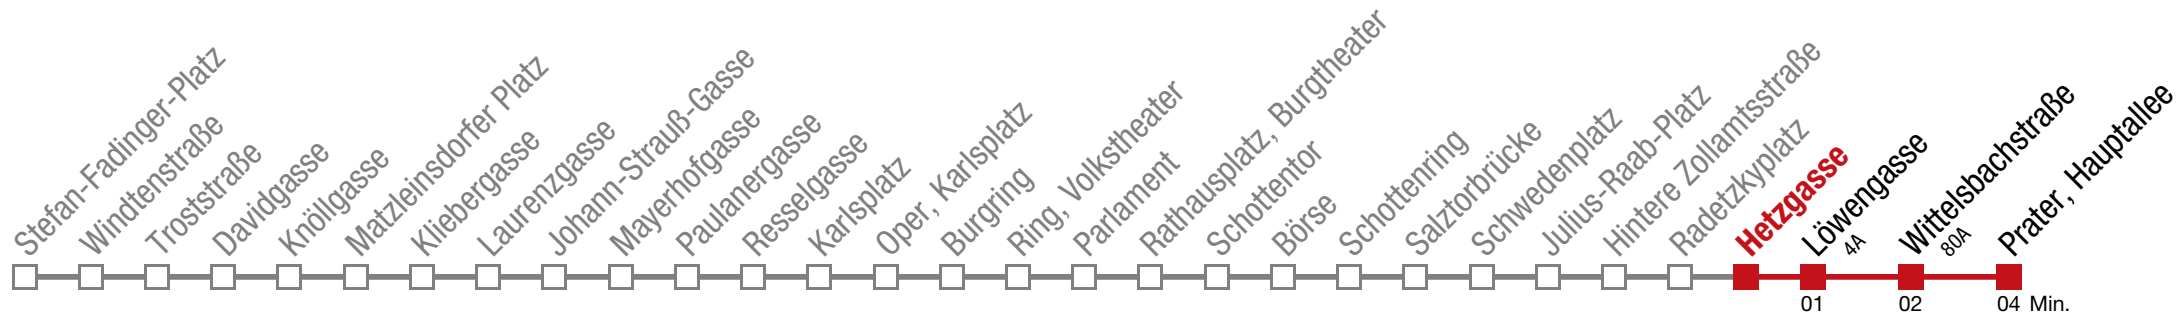 Stefan-Fadinger-Platz
Windtenstraße
Troststraße
Davidgasse
Knöllgasse
Matzleinsdorfer Platz
Kliebergasse
Laurenzgasse
Johann-Strauß-Gasse
Mayerhofgasse
Paulanergasse
Resselgasse
Karlsplatz
Oper, Karlsplatz
Burgring
Ring, Volkstheater
Parlament
Rathausplatz, Burgtheater
Schottentor
Börse
Schottenring
Salztorbrücke
Schwedenplatz
Julius-Raab-Platz
Hintere Zollamtsstraße
Radetzkyplatz
Hetzgasse
Löwengasse
4A
Wittelsbachstraße
80A
Prater, Hauptallee
01 02 04 Min.